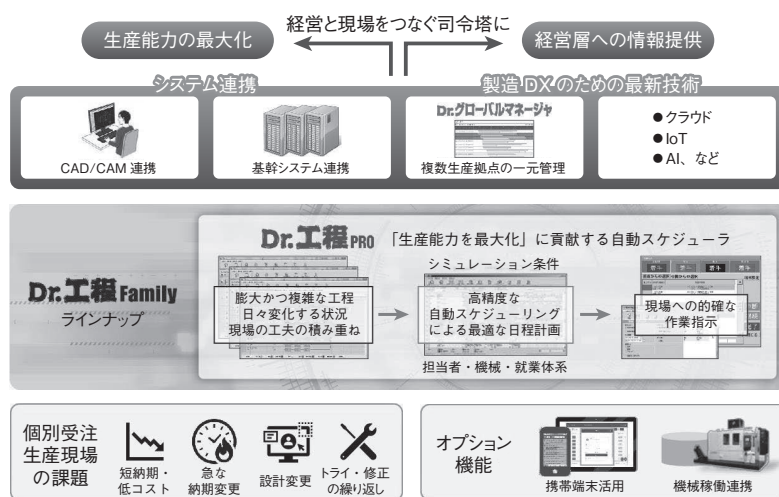 経営と現場をつなぐ司令塔に
生産能力の最大化
経営層への情報提供
システム連携
製造DXのための最新技術
CAD/CAM 連携
基幹システム連携
Dr.グローバルマネージャ
複数生産拠点の一元管理
●クラウド
●IoT
●AI、など
Dr.工程 Family
ラインナップ
Dr.工程 PRO 「生産能力を最大化」に貢献する自動スケジューラ
膨大かつ複雑な工程
日々変化する状況
現場の工夫の積み重ね
シミュレーション条件
高精度な
自動スケジューリング
による最適な日程計画
担当者・機械・就業体系
現場への的確な
作業指示
個別受注
生産現場
の課題
短納期・
低コスト
急な
納期変更
設計変更
トライ・修正
の繰り返し
オプション
機能
携帯端末活用
機械稼働連携